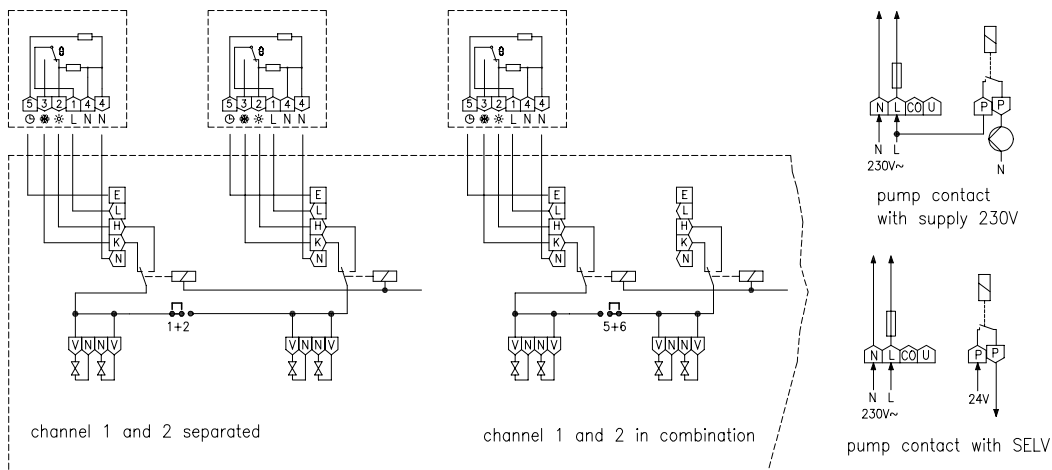 5 3 2 1 4 4
L N N
5 3 2 1 4 4
L N N
5 3 2 1 4 4
L N N
E
L
H
K
N
E
L
H
K
N
E
L
H
K
N
E
L
H
K
N
1+2
5+6
V N N V
V N N V
V N N V
V N N V
channel 1 and 2 separated
channel 1 and 2 in combination
N L CO U
P P
N L
230V~
N
pump contact
with supply 230V
N L CO U
P P
N L
230V~
24V
pump contact with SELV